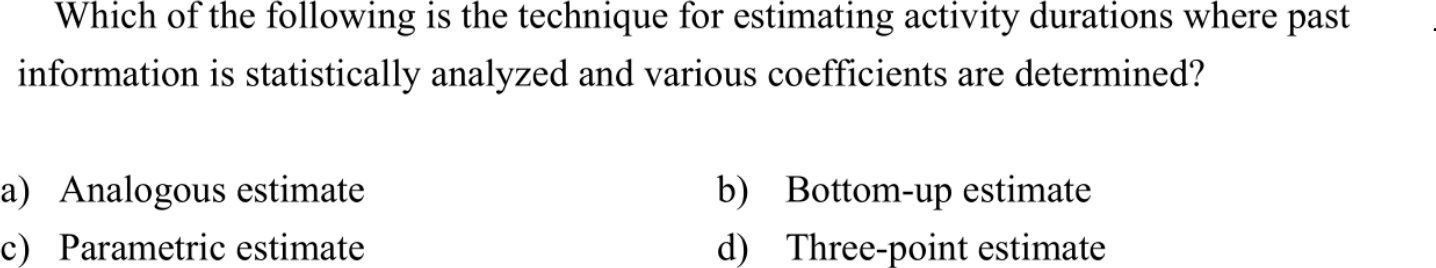 Which of the following is the technique for estimating activity durations where past
information is statistically analyzed and various coefficients are determined?
a) Analogous estimate b) Bottom-up estimate
c) Parametric estimate d) Three-point estimate